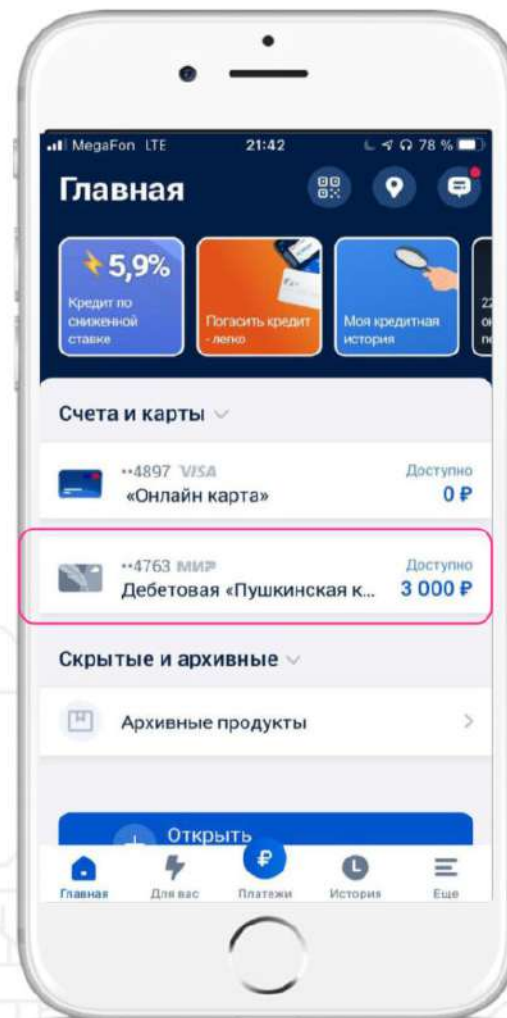 MegaFon LTE
21:42
78 %
Главная
5,9%
Кредит по
сниженной
ставке
Погасить кредит
- легко
Моя кредитная
история
Счета и карты
••4897 VISA
Доступно
«Онлайн карта»
0 ₽
••4763 МИР
Доступно
Дебетовая «Пушкинская к...
3 000 ₽
Скрытые и архивные
Архивные продукты
Открыть
Главная
Для вас
Платежи
История
Еще